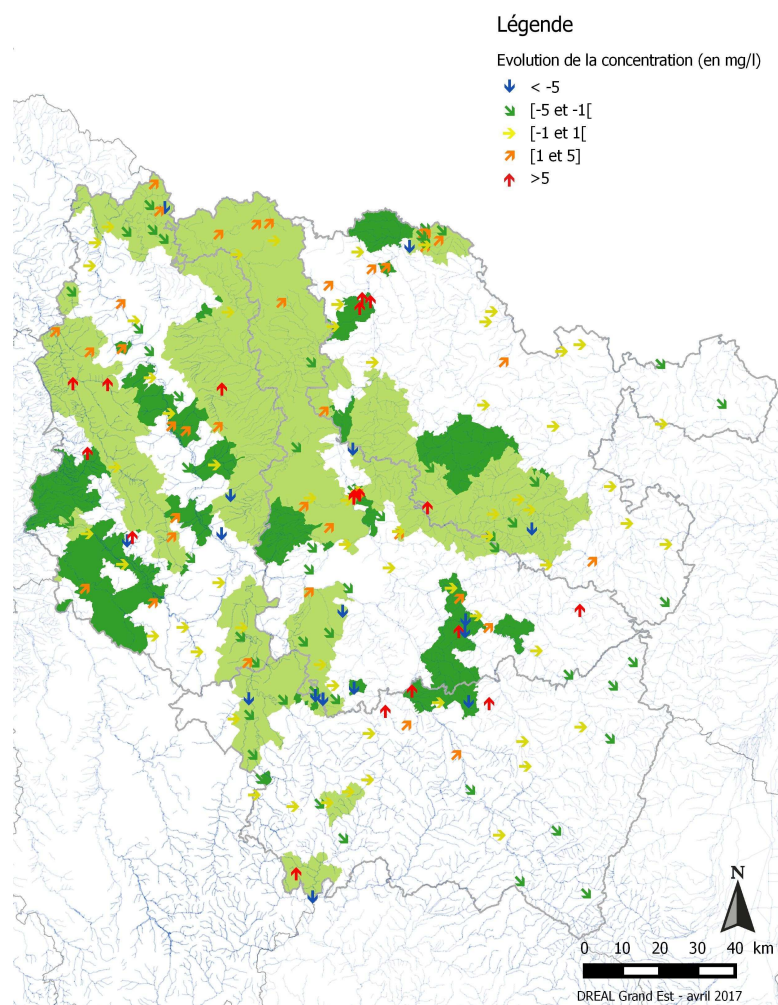 Légende
Evolution de la concentration (en mg/l)
< -5
[-5 et -1[
[-1 et 1[
[1 et 5]
>5
N
0 10 20 30 40 km
DREAL Grand Est - avril 2017